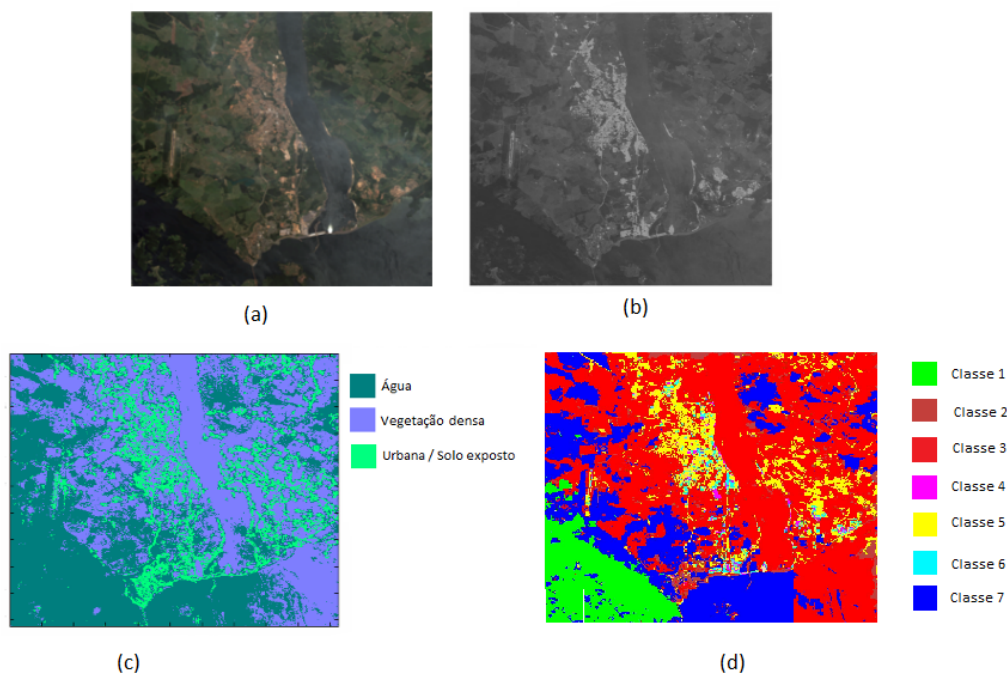 (a)
(b)
Água
Vegetação densa
Urbana / Solo exposto
(c)
Classe 1
Classe 2
Classe 3
Classe 4
Classe 5
Classe 6
Classe 7
(d)